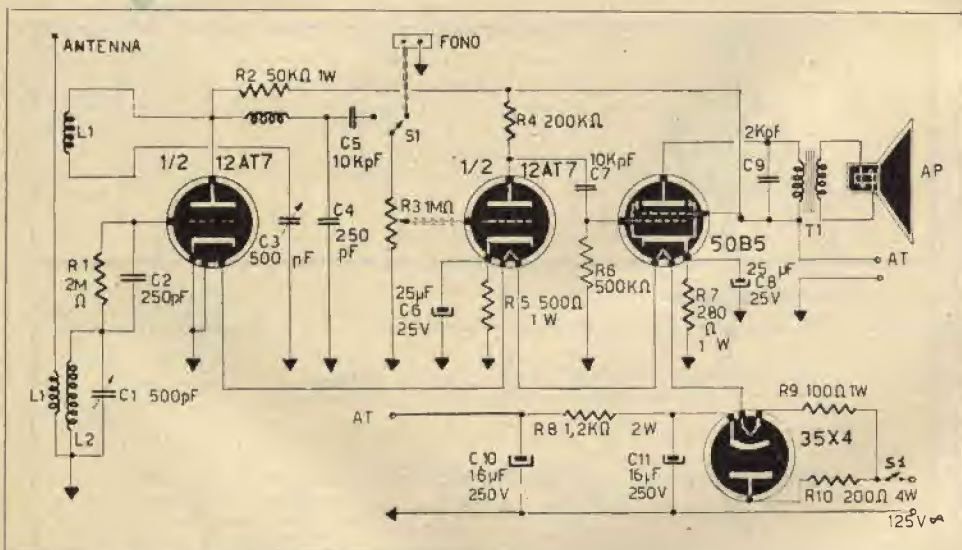 ANTENNA
FONO
R2 50KΩ 1W
L1
C5
10KpF
S1
R4 200KΩ
2KpF
C9
1/2 12AT7
1/2 12AT7
10KpF
C7
AP
T1
R3 1MΩ
C3
500 pF
C4
250
pF
50B5
AT
R1
2M
Ω
C2
250pF
25µF
C6
25V
R5 500Ω
1 W
R6
500KΩ
R7
280
Ω
1 W
25 µF
C8
25V
L1
L2
C1 500pF
AT
R8 1,2KΩ 2W
R9 100Ω 1W
35X4
C10
16µF
250V
C11
16µF
250V
S1
R10 200Ω 4W
125V∞